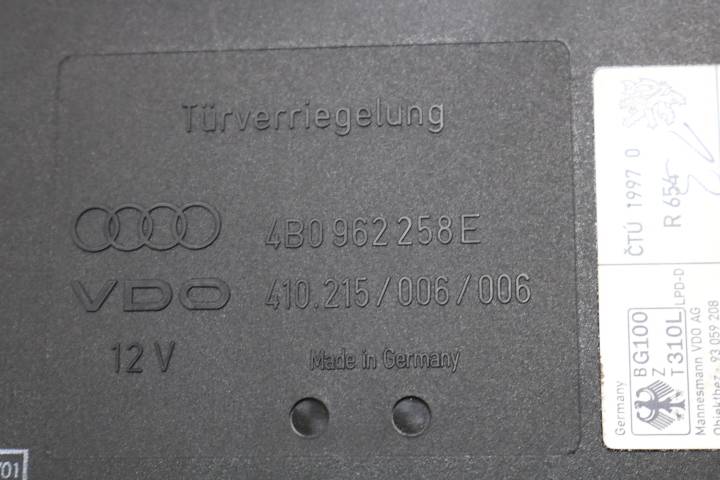 Türverriegelung
4B0 962 258 E
VDO 410.215/006/006
12 V Made in Germany
ČTÚ 1997 0
R 654
Germany
BG100
Z
T310L
LPD-D
Mannesmann VDO AG
93 059 208
/01